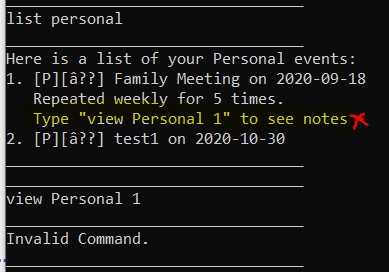 list personal
Here is a list of your Personal events:
1. [P][â??] Family Meeting on 2020-09-18
Repeated weekly for 5 times.
Type "view Personal 1" to see notes
2. [P][â??] test1 on 2020-10-30
view Personal 1
Invalid Command.